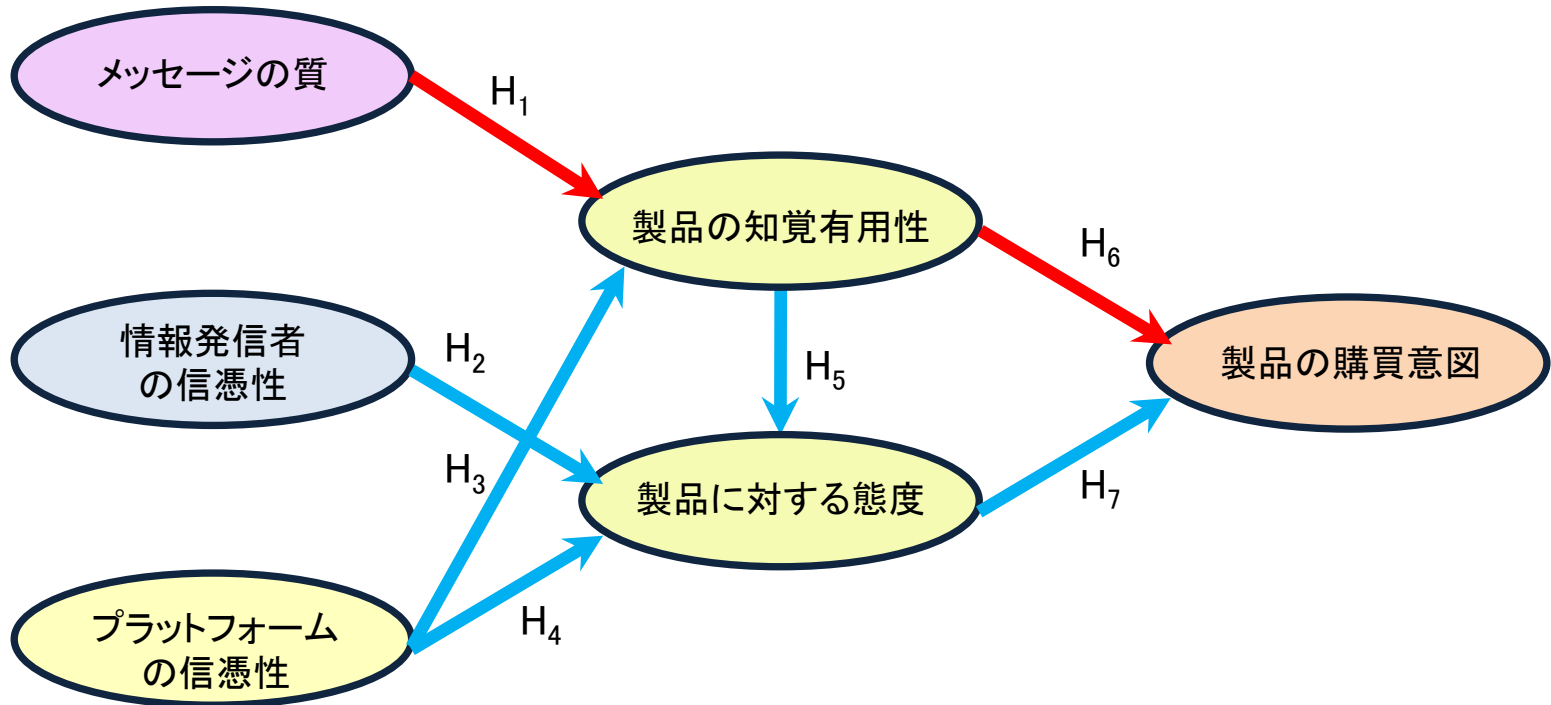 メッセージの質
H1
製品の知覚有用性
H6
情報発信者
の信憑性
H2
H5
製品の購買意図
H3
製品に対する態度
H7
プラットフォーム
の信憑性
H4